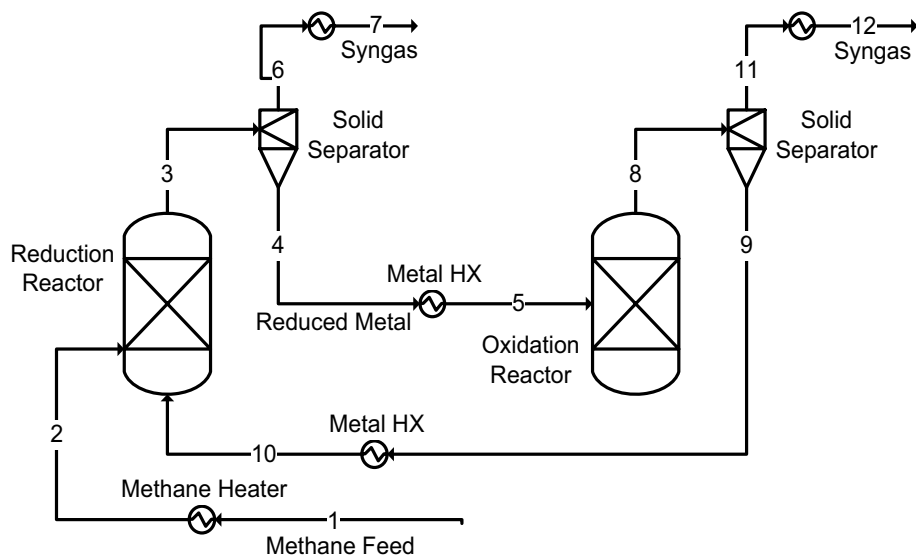 7
Syngas
12
Syngas
6
11
Solid
Separator
Solid
Separator
3
8
4
9
Reduction
Reactor
Metal HX
5
Reduced Metal
Oxidation
Reactor
Metal HX
2
10
Methane Heater
1
Methane Feed